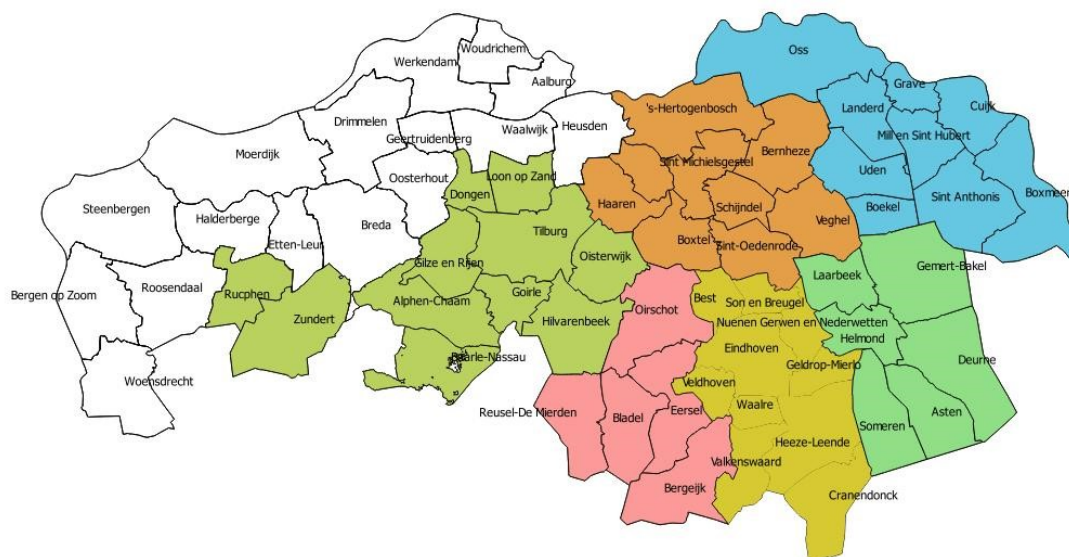 Oss
Woudrichem
Werkendam
Aalburg
Grave
Landerd
Cuijk
's-Hertogenbosch
Drimmelen
Geertruidenberg
Waalwijk
Heusden
Mill en Sint Hubert
Moerdijk
Bernheze
Sint Michielsgestel
Oosterhout
Loon op Zand
Uden
Dongen
Sint Anthonis
Boxmeer
Haaren
Schijndel
Boekel
Steenbergen
Halderberge
Breda
Veghel
Etten-Leur
Tilburg
Boxtel
Sint-Oedenrode
Oisterwijk
Gilze en Rijen
Gemert-Bakel
Laarbeek
Roosendaal
Bergen op Zoom
Rucphen
Goirle
Alphen-Chaam
Best
Son en Breugel
Zundert
Hilvarenbeek
Oirschot
Nuenen Gerwen en Nederwetten
Helmond
Eindhoven
Baarle-Nassau
Deurne
Geldrop-Mierlo
Woensdrecht
Veldhoven
Waalre
Reusel-De Mierden
Bladel
Eersel
Asten
Someren
Heeze-Leende
Valkenswaard
Bergeijk
Cranendonck